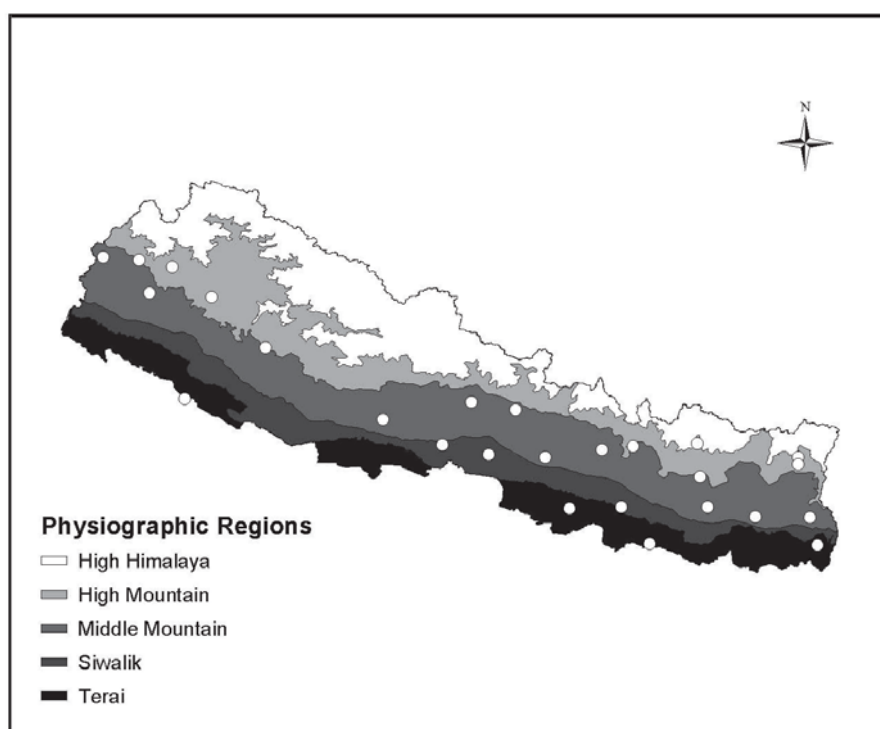 N
Physiographic Regions
High Himalaya
High Mountain
Middle Mountain
Siwalik
Terai